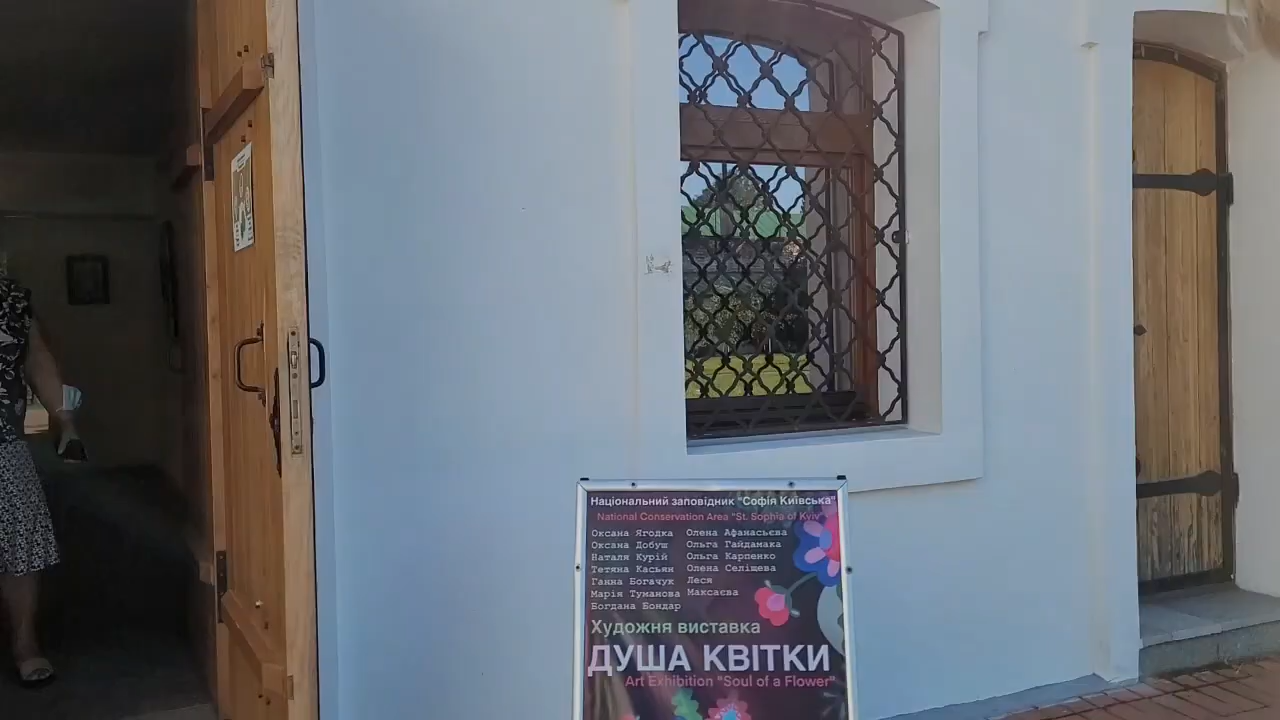 Національний заповідник "Софія Київська"
National Conservation Area "St. Sophia of Kyiv"
Оксана Ягодка
Оксана Добуш
Наталя Курій
Тетяна Касьян
Ганна Богачук
Марія Туманова
Богдана Бондар
Олена Афанасьєва
Ольга Гайдамака
Ольга Карпенко
Олена Селіщева
Леся
Максаєва
Художня виставка
ДУША КВІТКИ
Art Exhibition "Soul of a Flower"